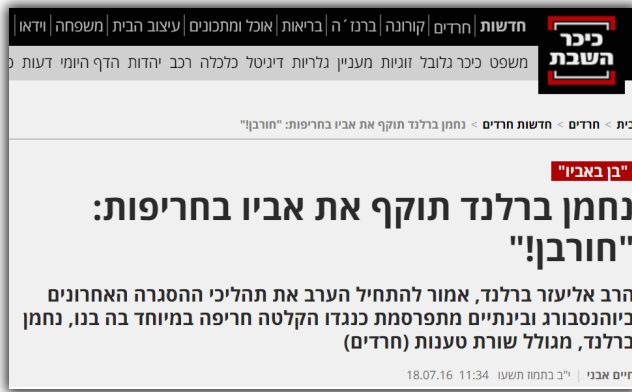 כיכר
השבת
חדשות | חרדים | קורונה | ברנז´ה | בריאות | אוכל ומתכונים | עיצוב הבית | משפחה | וידאו
משפט כיכר גלובל זוגיות מעניין גלריות דיגיטל כלכלה רכב יהדות הדף היומי דעות
בית > חרדים > חדשות חרדים > נחמן ברלנד תוקף את אביו בחריפות: "חורבן!"
"בן באביו"
נחמן ברלנד תוקף את אביו בחריפות:
"חורבן!"
הרב אליעזר ברלנד, אמור להתחיל הערב את תהליכי ההסגרה האחרונים
ביוהנסבורג ובינתיים מתפרסמת כנגדו הקלטה חריפה במיוחד בה בנו, נחמן
ברלנד, מגולל שורת טענות (חרדים)
חיים אבני | י"ב בתמוז תשעו 11:34 18.07.16